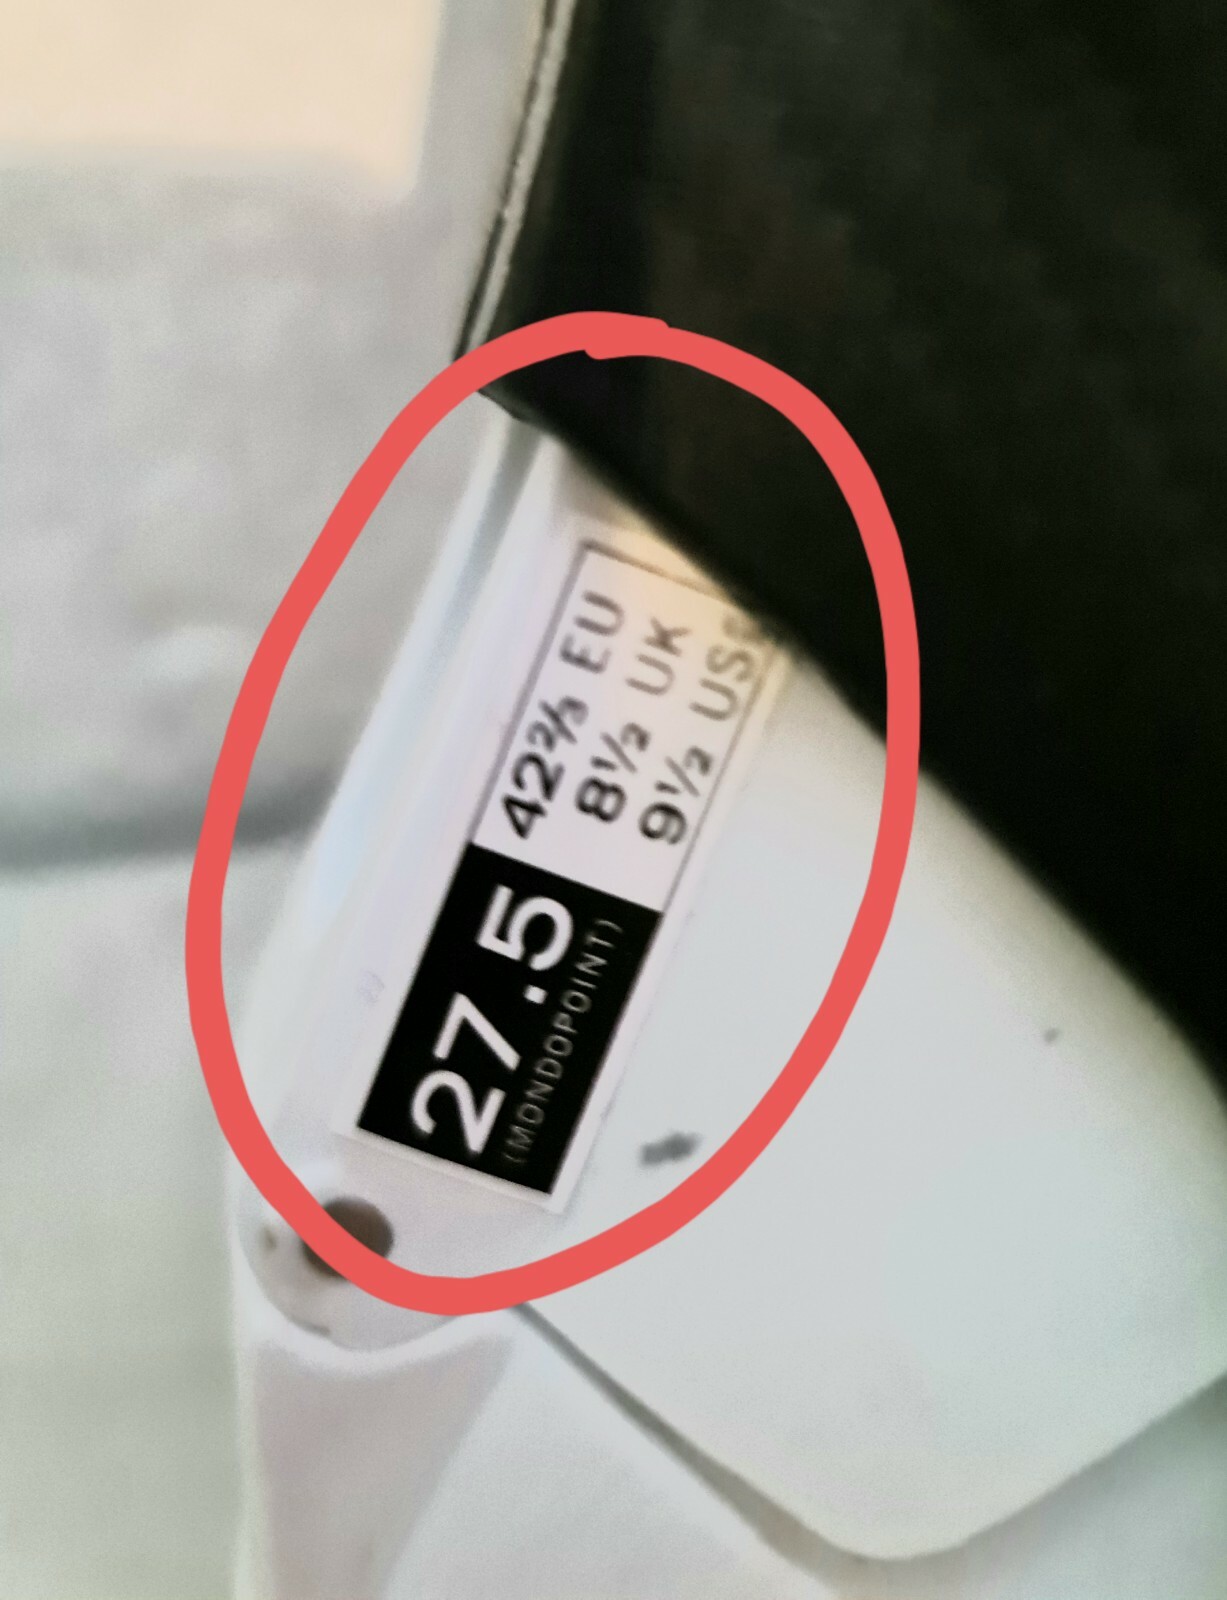 27.5
(MONDOPOINT)
42⅔ EU
8½ UK
9½ US